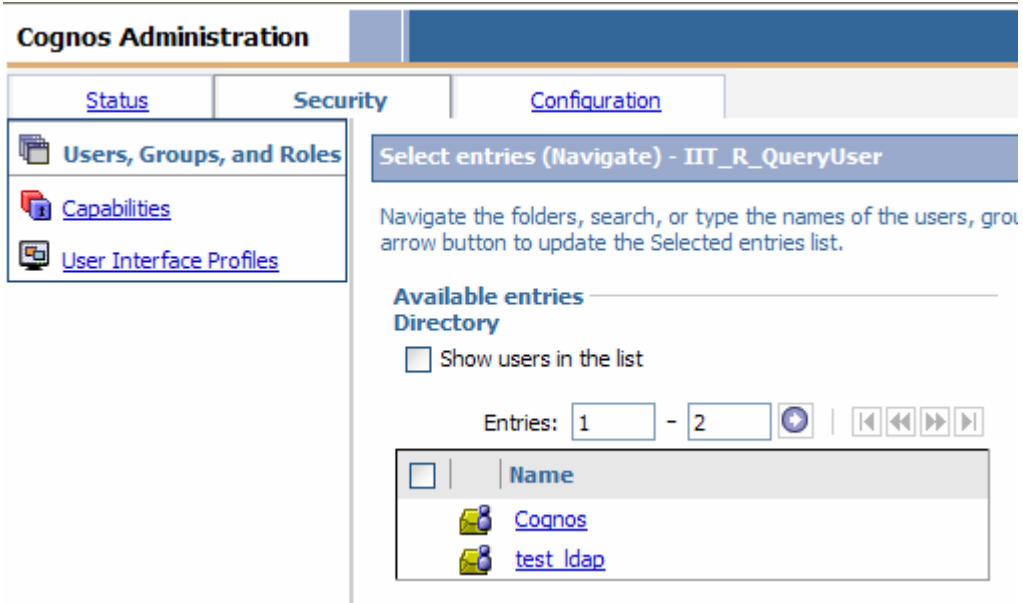 Cognos Administration
Status
Security
Configuration
Users, Groups, and Roles
Capabilities
User Interface Profiles
Select entries (Navigate) - IIT_R_QueryUser
Navigate the folders, search, or type the names of the users,
arrow button to update the Selected entries list.
Available entries
Directory
Show users in the list
Entries: 1 - 2
Name
Cognos
test_ldap